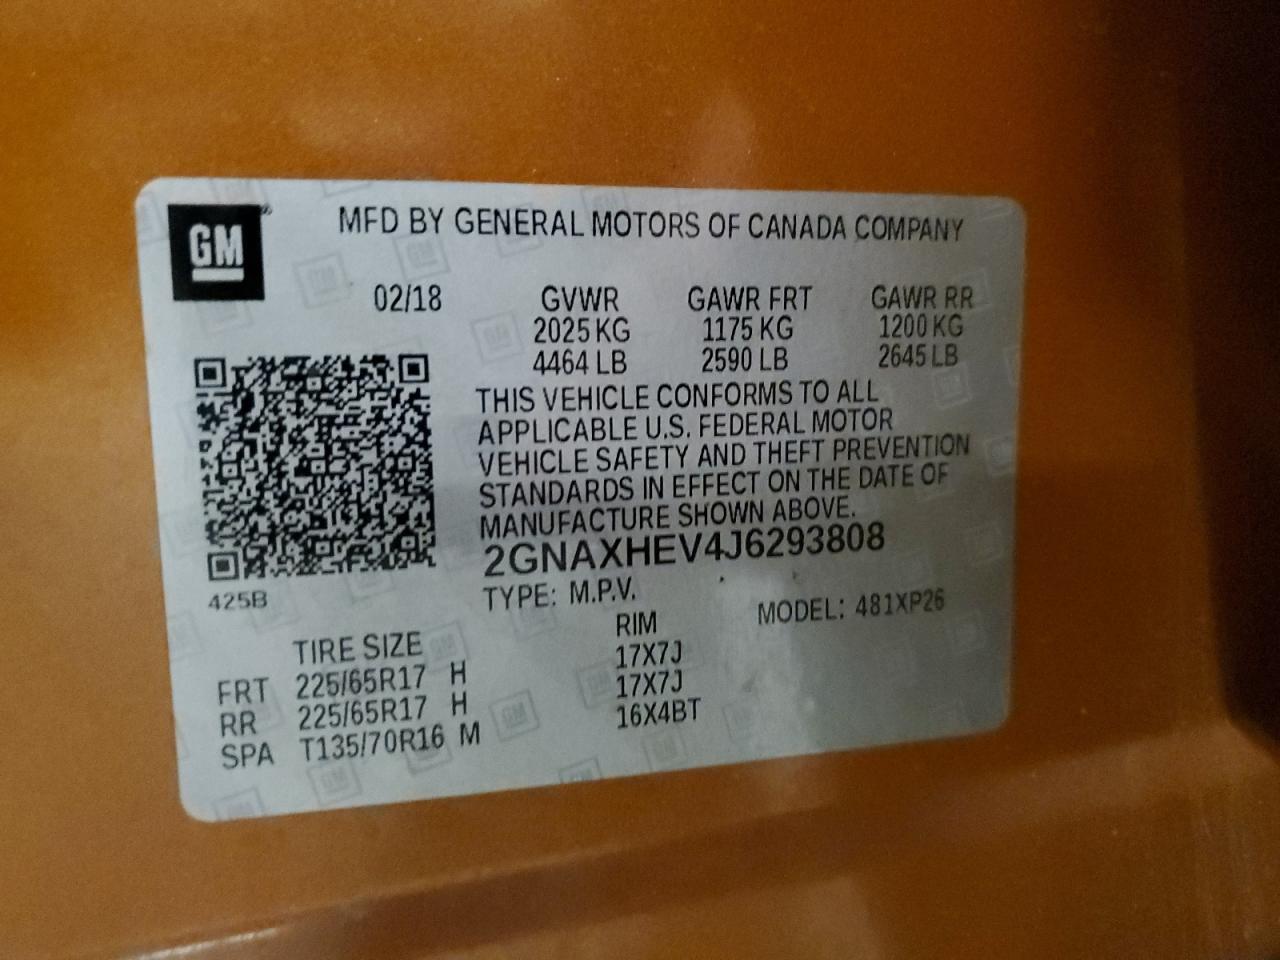 GM
MFD BY GENERAL MOTORS OF CANADA COMPANY
02/18 GVWR GAWR FRT GAWR RR
2025 KG 1175 KG 1200 KG
4464 LB 2590 LB 2645 LB
THIS VEHICLE CONFORMS TO ALL
APPLICABLE U.S. FEDERAL MOTOR
VEHICLE SAFETY AND THEFT PREVENTION
STANDARDS IN EFFECT ON THE DATE OF
MANUFACTURE SHOWN ABOVE.
2GNAXHEV4J6293808
425B
TYPE: M.P.V. MODEL: 481XP26
TIRE SIZE RIM
FRT 225/65R17 H 17X7J
RR 225/65R17 H 17X7J
SPA T135/70R16 M 16X4BT